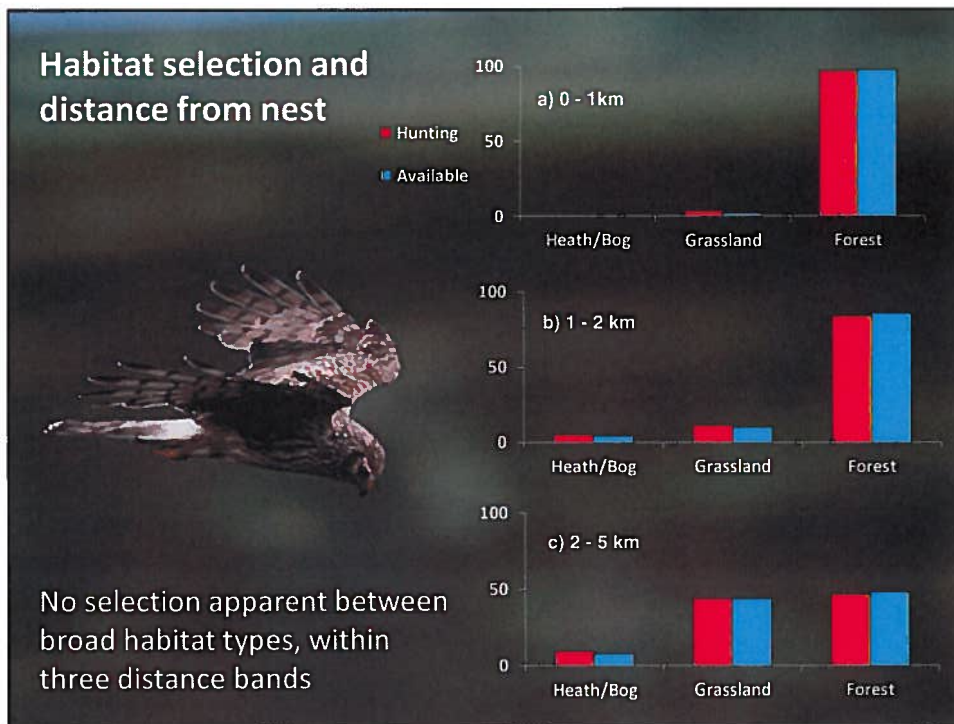 Habitat selection and
distance from nest
Hunting
Available
100
50
0
a) 0 - 1km
Heath/Bog Grassland Forest
100
50
0
b) 1 - 2 km
Heath/Bog Grassland Forest
100
50
0
c) 2 - 5 km
Heath/Bog Grassland Forest
No selection apparent between
broad habitat types, within
three distance bands